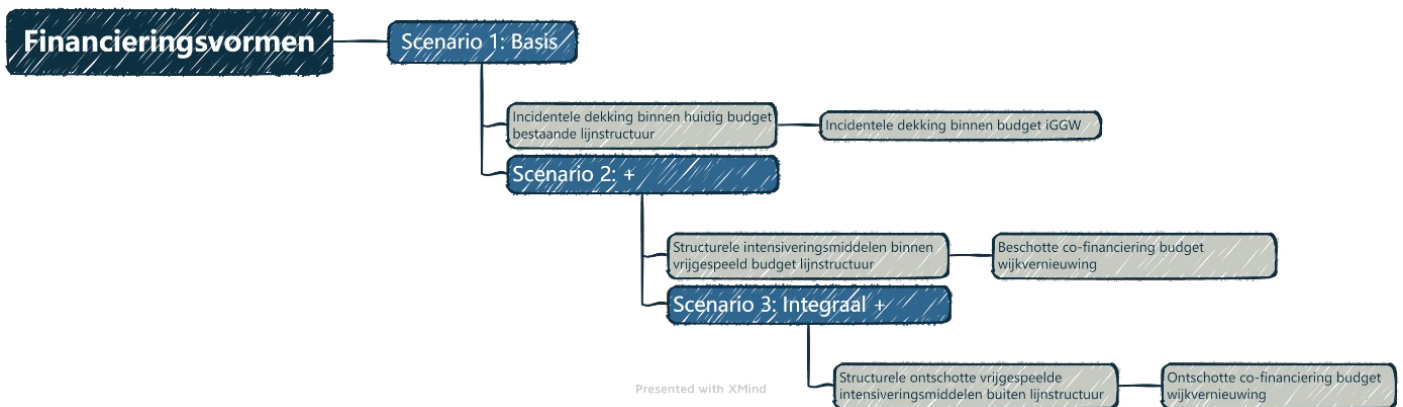 Financieringsvormen
Scenario 1: Basis
Incidentele dekking binnen huidig budget
bestaande lijnstructuur
Incidentele dekking binnen budget iGGW
Scenario 2: +
Structurele intensiveringsmiddelen binnen
vrijgespeeld budget lijnstructuur
Beschotte co-financiering budget
wijkvernieuwing
Scenario 3: Integraal +
Structurele ontschotte vrijgespeelde
intensiveringsmiddelen buiten lijnstructuur
Ontschotte co-financiering budget
wijkvernieuwing
Presented with XMind